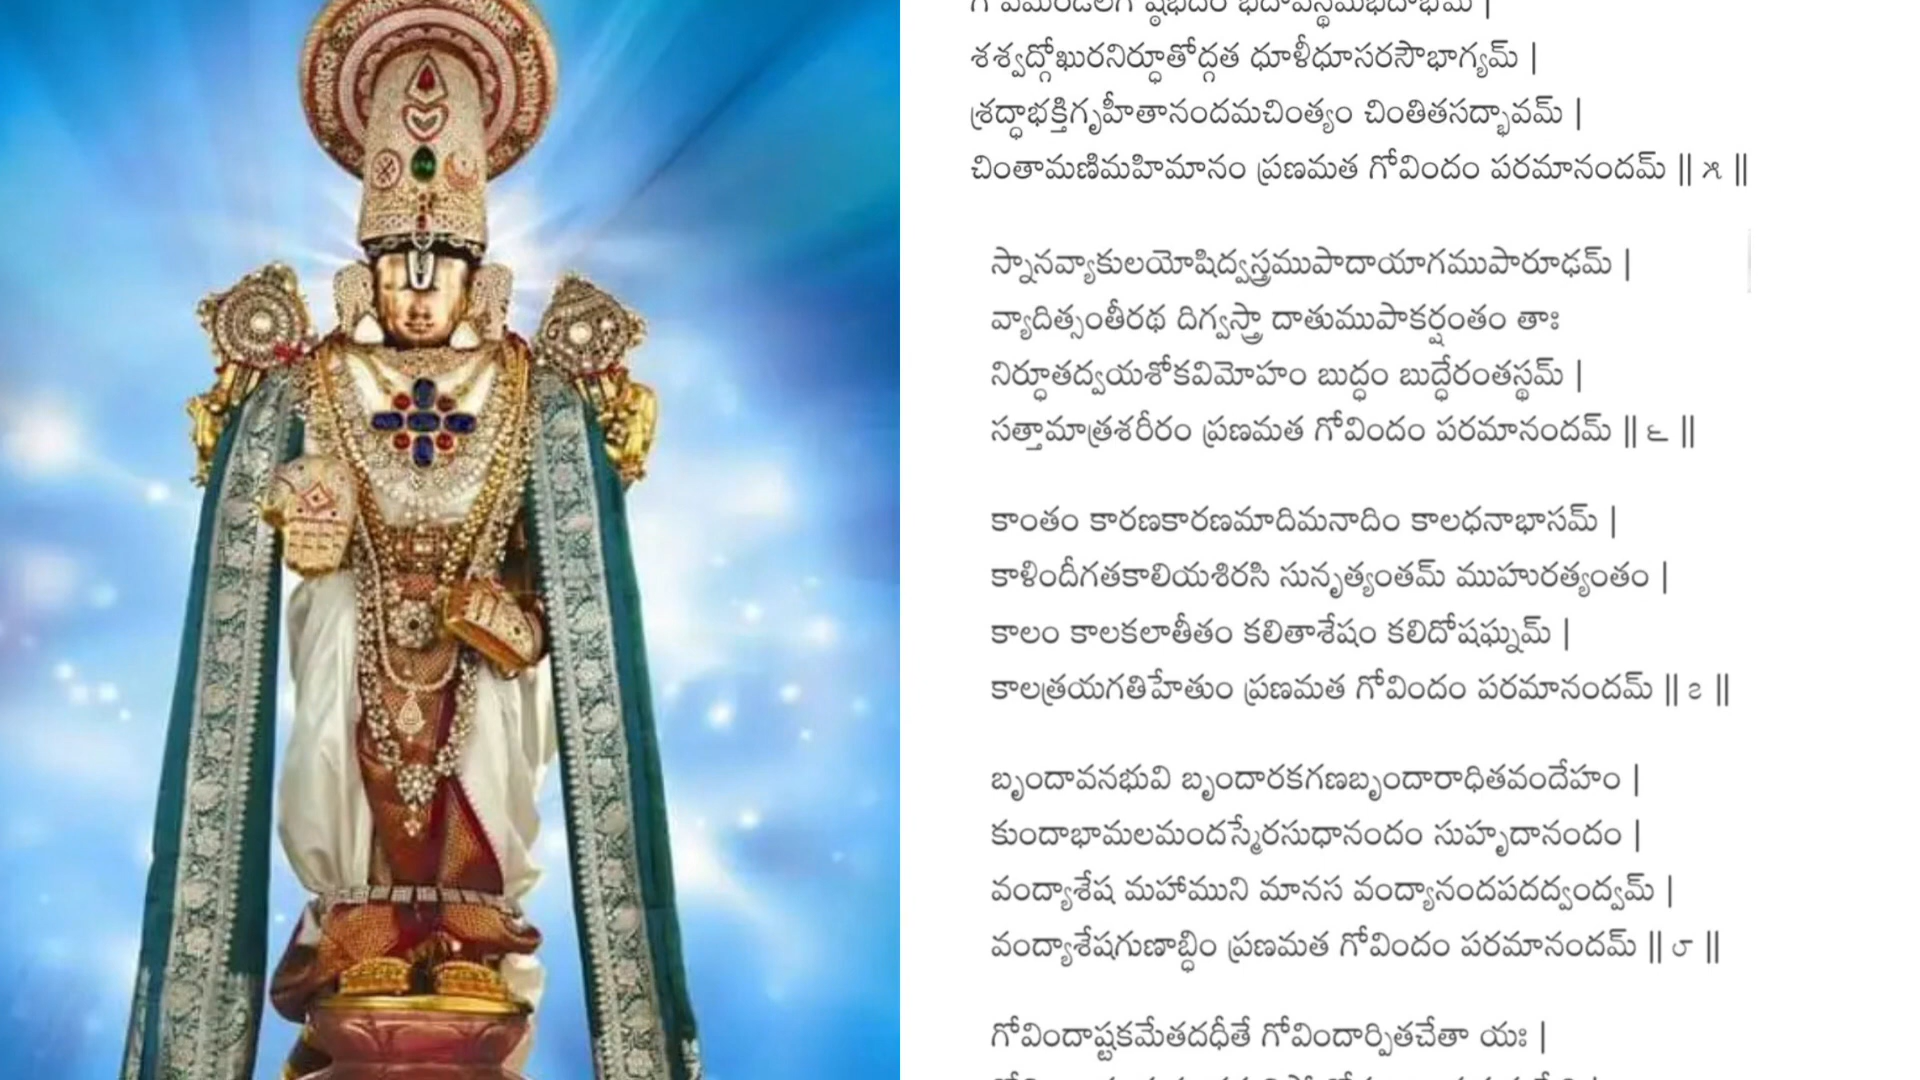 శశ్వద్గోఖురనిర్ధూతోద్గత ధూళీధూసరసౌభాగ్యమ్ |
శ్రద్ధాభక్తిగృహీతానందమచింత్యం చింతితసద్భావమ్ |
చింతామణిమహిమానం ప్రణమత గోవిందం పరమానందమ్ || ౫ ||
స్నానవ్యాకులయోషిద్వస్త్రముపాదాయాగముపారూఢమ్ |
వ్యాదిత్సంతీరథ దిగ్వస్త్రా దాతుముపాకర్షంతం తాః
నిర్ధూతద్వయశోకవిమోహం బుద్ధం బుద్ధేరంతస్థమ్ |
సత్తామాత్రశరీరం ప్రణమత గోవిందం పరమానందమ్ || ౬ ||
కాంతం కారణకారణమాదిమనాదిం కాలధనాభాసమ్ |
కాళిందీగతకాలియశిరసి సునృత్యంతమ్ ముహురత్యంతం |
కాలం కాలకలాతీతం కలితాశేషం కలిదోషఘ్నమ్ |
కాలత్రయగతిహేతుం ప్రణమత గోవిందం పరమానందమ్ || ౭ ||
బృందావనభువి బృందారకగణబృందారాధితవందేహం |
కుందాభామలమందస్మేరసుధానందం సుహృదానందం |
వంద్యాశేష మహాముని మానస వంద్యానందపదద్వంద్వమ్ |
వంద్యాశేషగుణాబ్ధిం ప్రణమత గోవిందం పరమానందమ్ || ౮ ||
గోవిందాష్టకమేతదధీతే గోవిందార్పితచేతా యః |